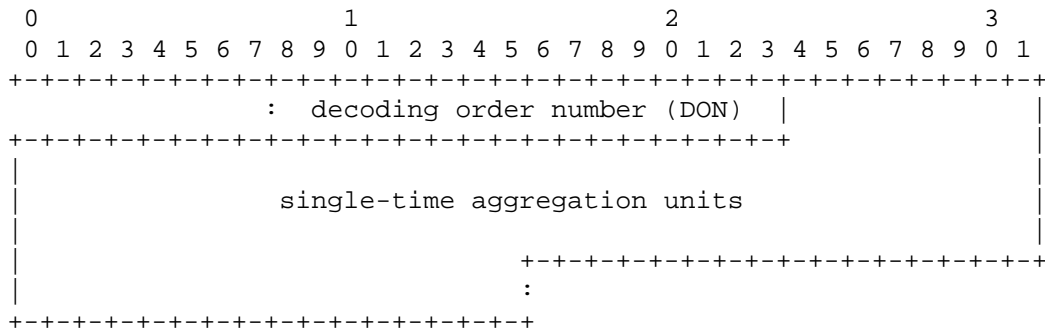 0                   1                   2                   3
 0 1 2 3 4 5 6 7 8 9 0 1 2 3 4 5 6 7 8 9 0 1 2 3 4 5 6 7 8 9 0 1
+-+-+-+-+-+-+-+-+-+-+-+-+-+-+-+-+-+-+-+-+-+-+-+-+-+-+-+-+-+-+-+-+
                :  decoding order number (DON)  |               |
+-+-+-+-+-+-+-+-+-+-+-+-+-+-+-+-+-+-+-+-+-+-+-+-+               |
|                                                               |
|                single-time aggregation units                  |
|                                                               |
|                               +-+-+-+-+-+-+-+-+-+-+-+-+-+-+-+-+
|                               :
+-+-+-+-+-+-+-+-+-+-+-+-+-+-+-+-+